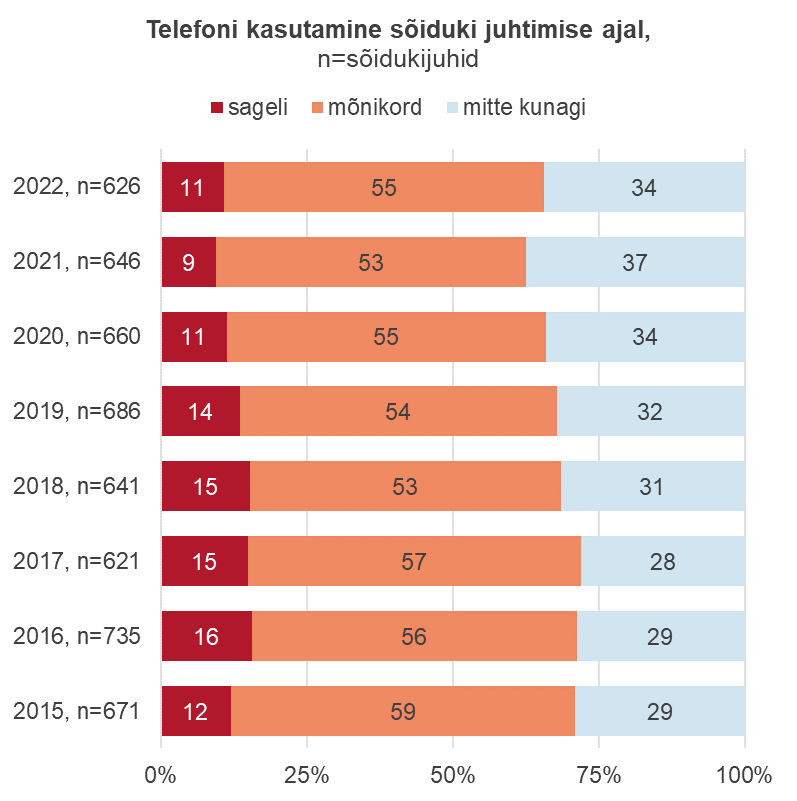 Telefoni kasutamine sõiduki juhtimise ajal,
n=sõidukijuhid
sageli mõnikord mitte kunagi
2022, n=626 11 55 34
2021, n=646 9 53 37
2020, n=660 11 55 34
2019, n=686 14 54 32
2018, n=641 15 53 31
2017, n=621 15 57 28
2016, n=735 16 56 29
2015, n=671 12 59 29
0% 25% 50% 75% 100%